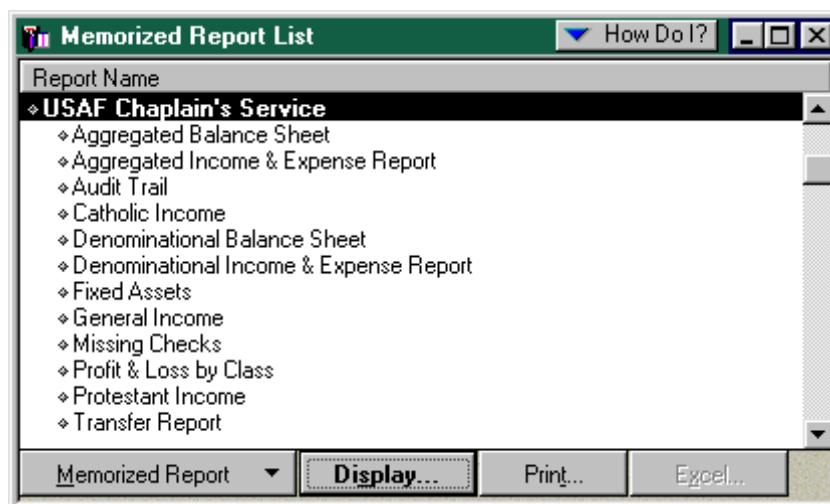 Memorized Report List How Do I?
Report Name
USAF Chaplain's Service
Aggregated Balance Sheet
Aggregated Income & Expense Report
Audit Trail
Catholic Income
Denominational Balance Sheet
Denominational Income & Expense Report
Fixed Assets
General Income
Missing Checks
Profit & Loss by Class
Protestant Income
Transfer Report
Memorized Report Display... Print... Excel...